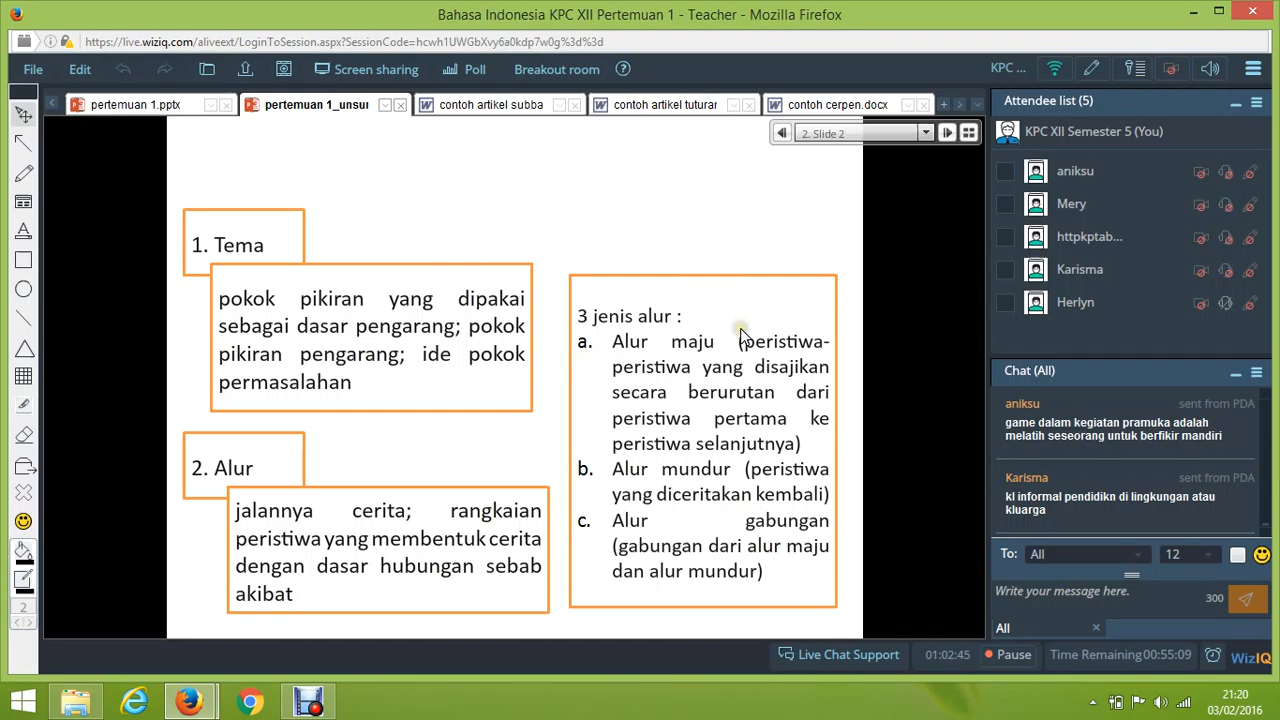 Bahasa Indonesia KPC XII Pertemuan 1 - Teacher - Mozilla Firefox
https://live.wiziq.com/aliveext/LoginToSession.aspx?SessionCode=hcwh1UWGbXvy6a0kdp7w0g%3d%3d
File
Edit
Screen sharing
Poll
Breakout room
KPC ...
pertemuan 1.pptx
pertemuan 1_unsu
contoh artikel subba
contoh artikel tuturar
contoh cerpen.docx
2. Slide 2
1. Tema
pokok pikiran yang dipakai
sebagai dasar pengarang; pokok
pikiran pengarang; ide pokok
permasalahan
2. Alur
jalannya cerita; rangkaian
peristiwa yang membentuk cerita
dengan dasar hubungan sebab
akibat
3 jenis alur :
a. Alur maju (peristiwa-
peristiwa yang disajikan
secara berurutan dari
peristiwa pertama ke
peristiwa selanjutnya)
b. Alur mundur (peristiwa
yang diceritakan kembali)
c. Alur gabungan
(gabungan dari alur maju
dan alur mundur)
2
Attendee list (5)
KPC XII Semester 5 (You)
aniksu
Mery
httpkptab...
Karisma
Herlyn
Chat (All)
aniksu sent from PDA
game dalam kegiatan pramuka adalah
melatih seseorang untuk berfikir mandiri
Karisma sent from PDA
kl informal pendidikn di lingkungan atau
kluarga
To: All 12
Write your message here. 300
All
Live Chat Support
01:02:45
Pause
Time Remaining 00:55:09
WizIQ
21:20
03/02/2016